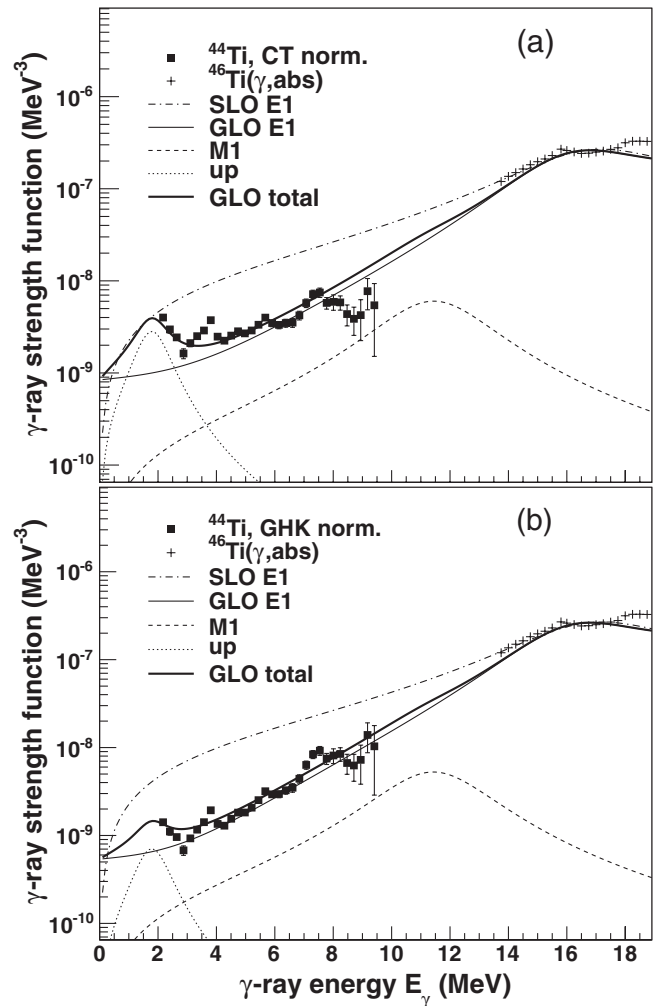 (a)
⁴⁴Ti, CT norm.
⁴⁶Ti(γ,abs)
SLO E1
GLO E1
M1
up
GLO total
γ-ray strength function (MeV⁻³)
10⁻⁶
10⁻⁷
10⁻⁸
10⁻⁹
10⁻¹⁰
(b)
⁴⁴Ti, GHK norm.
⁴⁶Ti(γ,abs)
SLO E1
GLO E1
M1
up
GLO total
γ-ray strength function (MeV⁻³)
10⁻⁶
10⁻⁷
10⁻⁸
10⁻⁹
10⁻¹⁰
0 2 4 6 8 10 12 14 16 18
γ-ray energy E_γ (MeV)